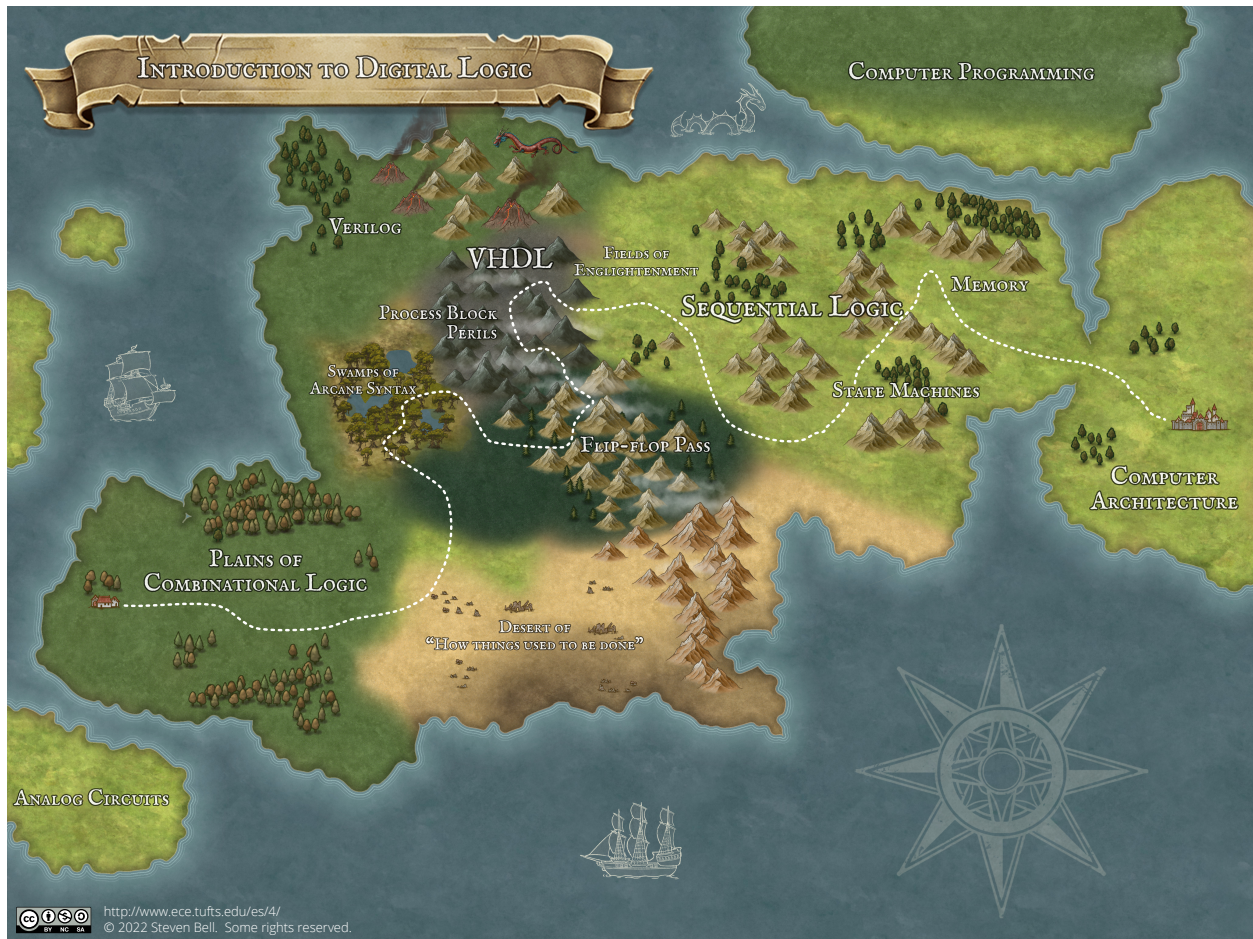 Introduction to Digital Logic
Computer Programming
Verilog
VHDL
Fields of
Englightenment
Memory
Sequential Logic
Process Block
Perils
Swamps of
Arcane Syntax
State Machines
Flip-flop Pass
Computer
Architecture
Plains of
Combinational Logic
Desert of
“How things used to be done”
Analog Circuits
cc BY NC SA
http://www.ece.tufts.edu/es/4/
© 2022 Steven Bell. Some rights reserved.